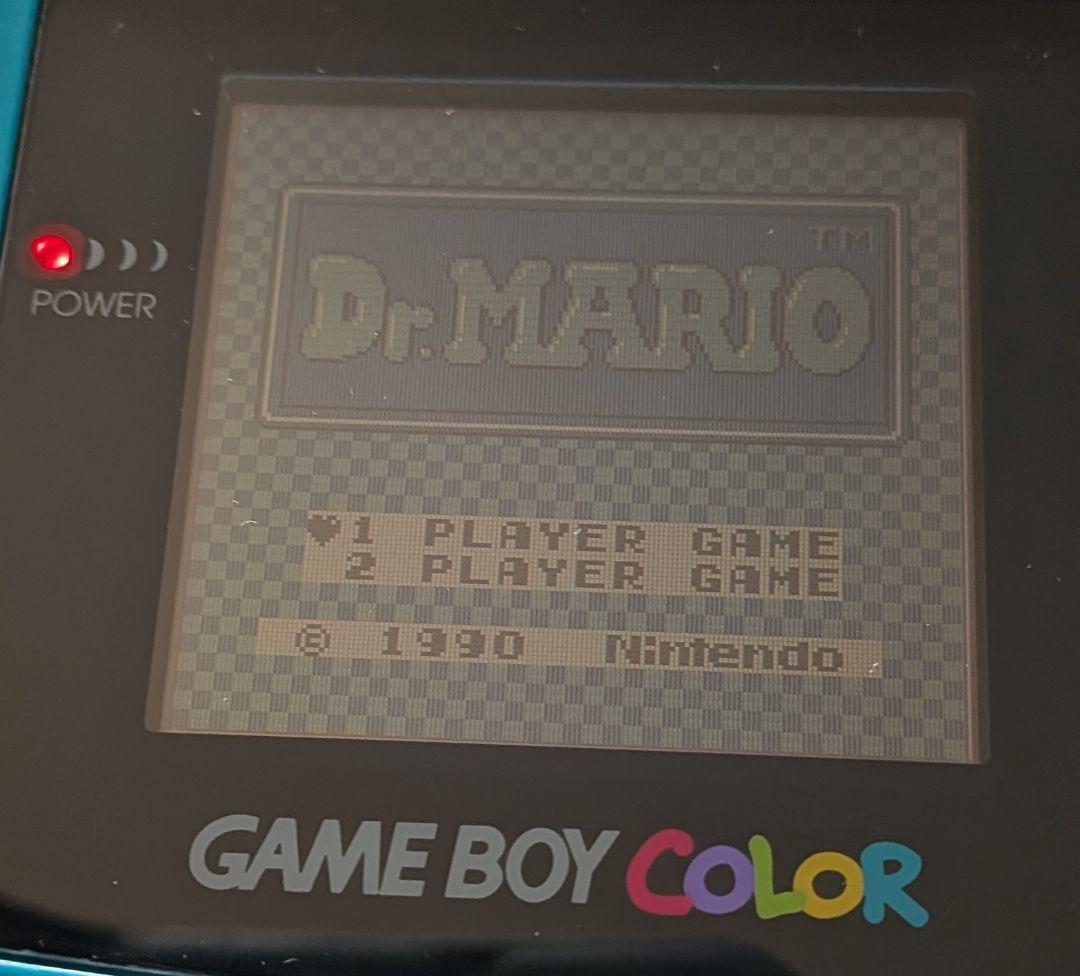 TM
Dr. MARIO
POWER
♥1 PLAYER GAME
2 PLAYER GAME
© 1990 Nintendo
GAME BOY COLOR